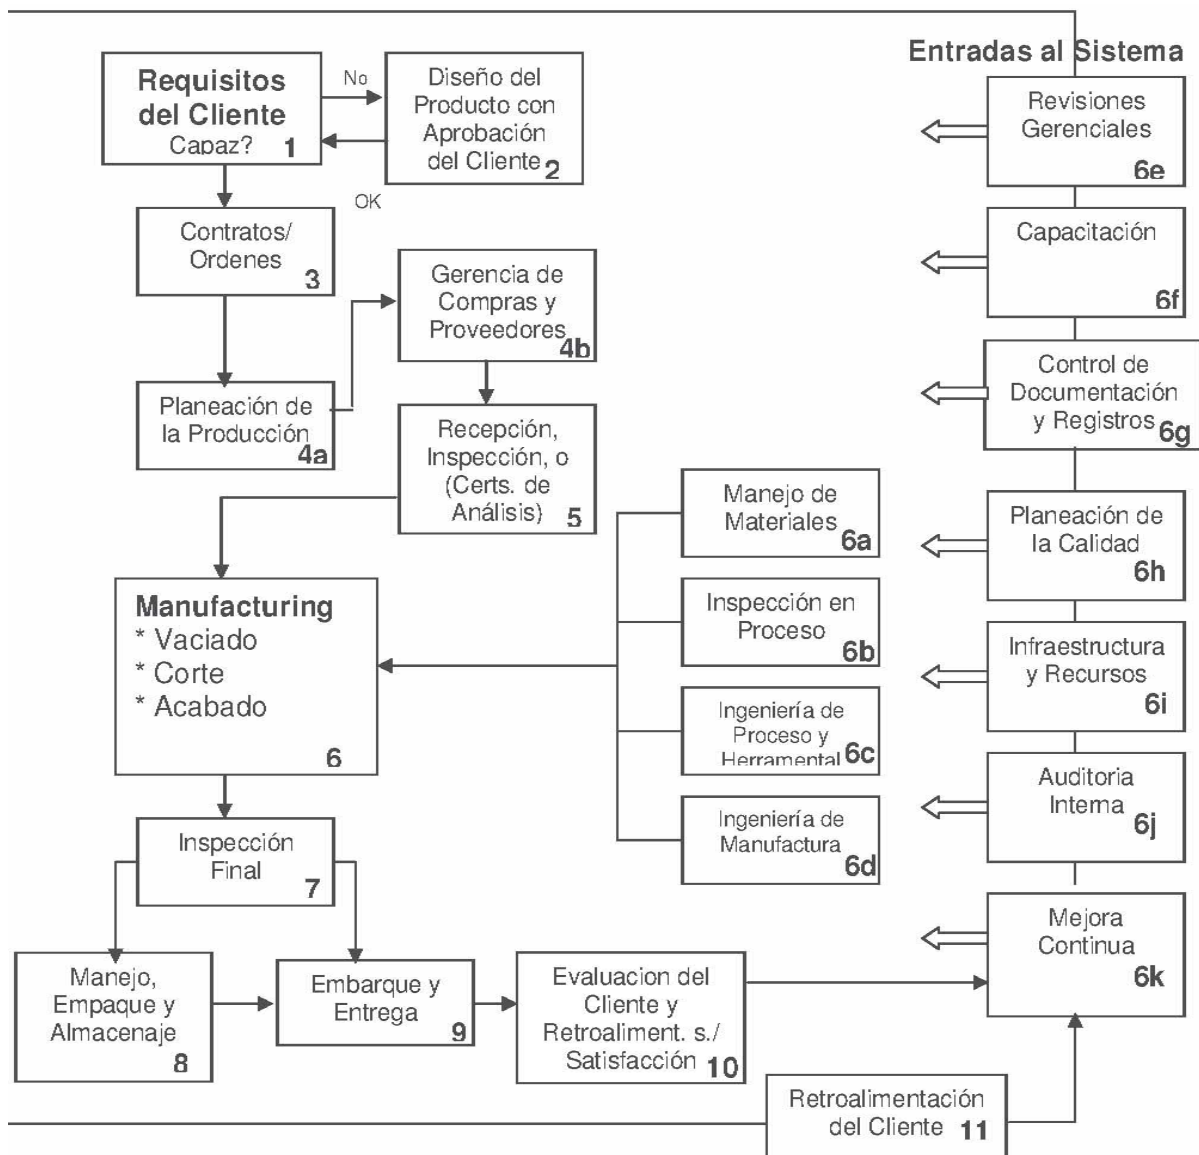 Entradas al Sistema
Requisitos
del Cliente
Capaz? 1
No
Diseño del
Producto con
Aprobación
del Cliente 2
OK
Contratos/
Ordenes
3
Gerencia de
Compras y
Proveedores
4b
Planeación de
la Producción
4a
Recepción,
Inspección, o
(Certs. de
Análisis) 5
Manufacturing
* Vaciado
* Corte
* Acabado
6
Manejo de
Materiales
6a
Inspección en
Proceso
6b
Ingeniería de
Proceso y
Herramental 6c
Ingeniería de
Manufactura
6d
Inspección
Final
7
Manejo,
Empaque y
Almacenaje
8
Embarque y
Entrega
9
Evaluacion del
Cliente y
Retroaliment. s./
Satisfacción 10
Revisiones
Gerenciales
6e
Capacitación
6f
Control de
Documentación
y Registros 6g
Planeación de
la Calidad
6h
Infraestructura
y Recursos
6i
Auditoria
Interna
6j
Mejora
Continua
6k
Retroalimentación
del Cliente 11